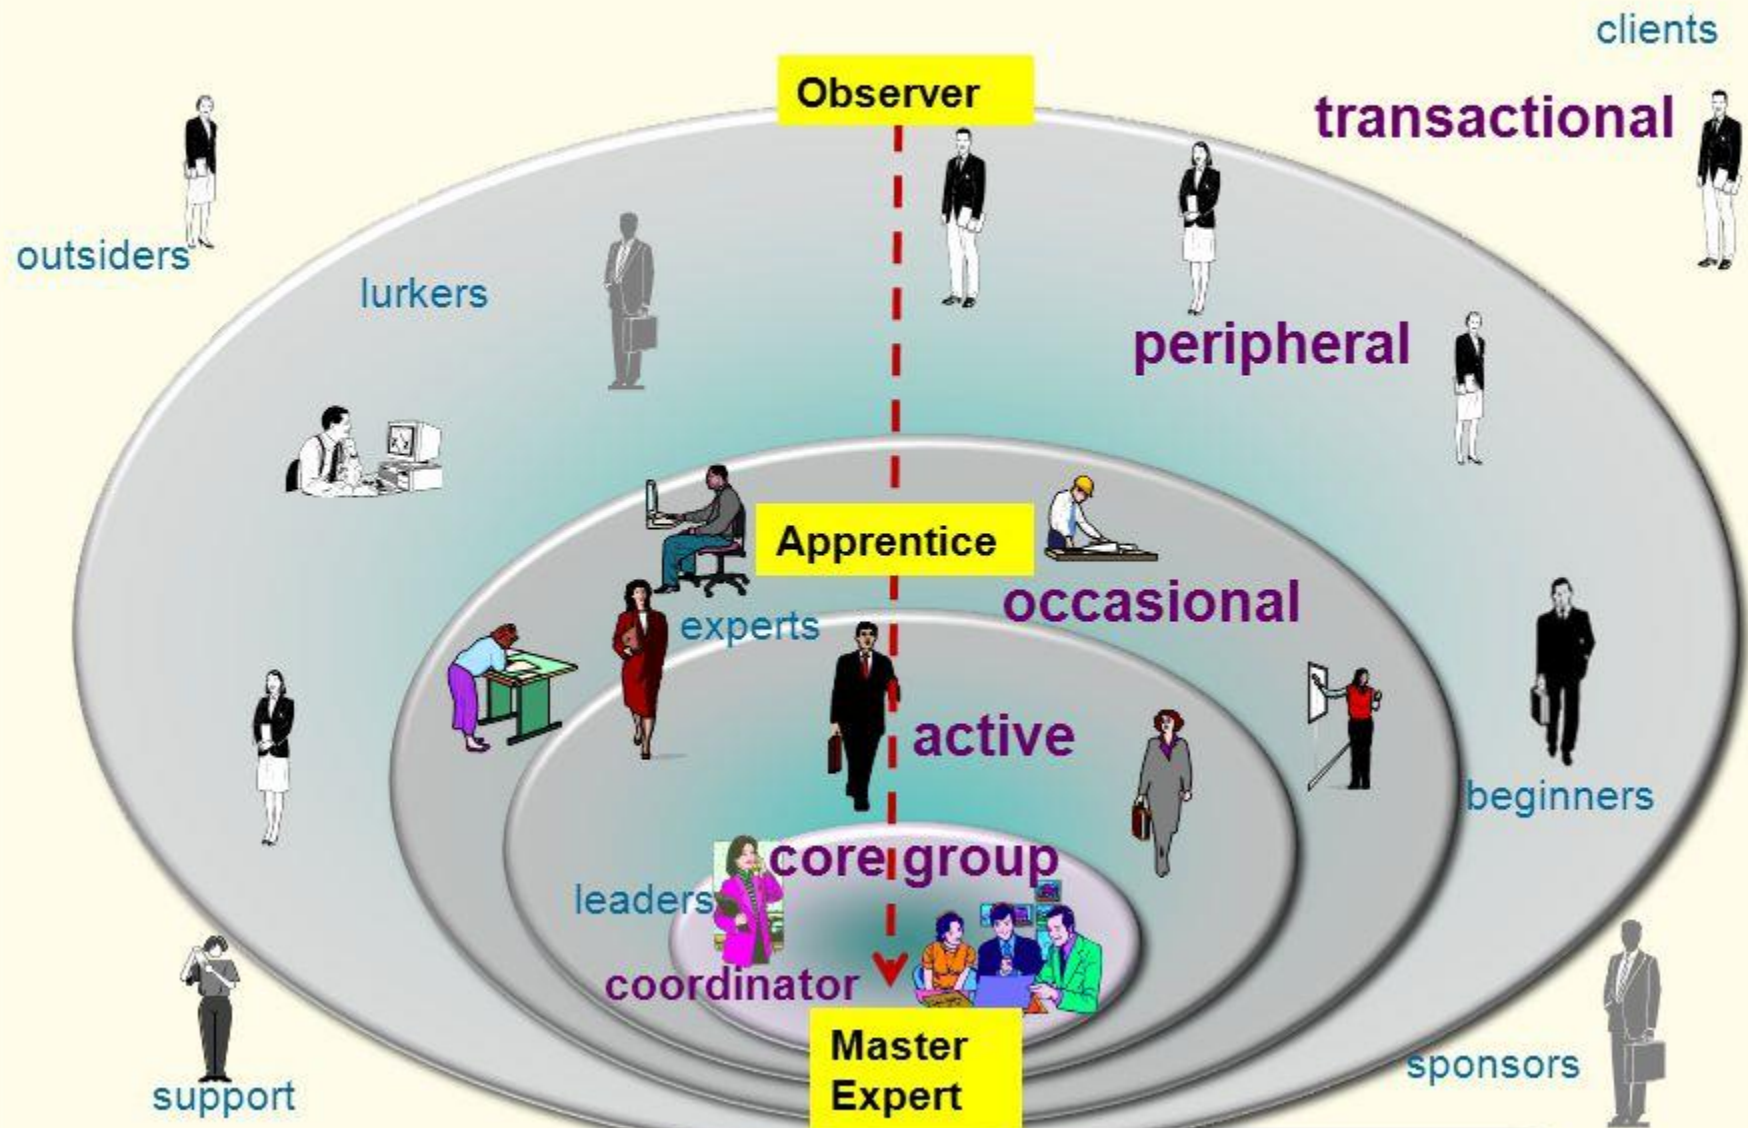 clients
Observer
transactional
outsiders
lurkers
peripheral
Apprentice
occasional
experts
active
beginners
core group
leaders
coordinator
Master
Expert
sponsors
support